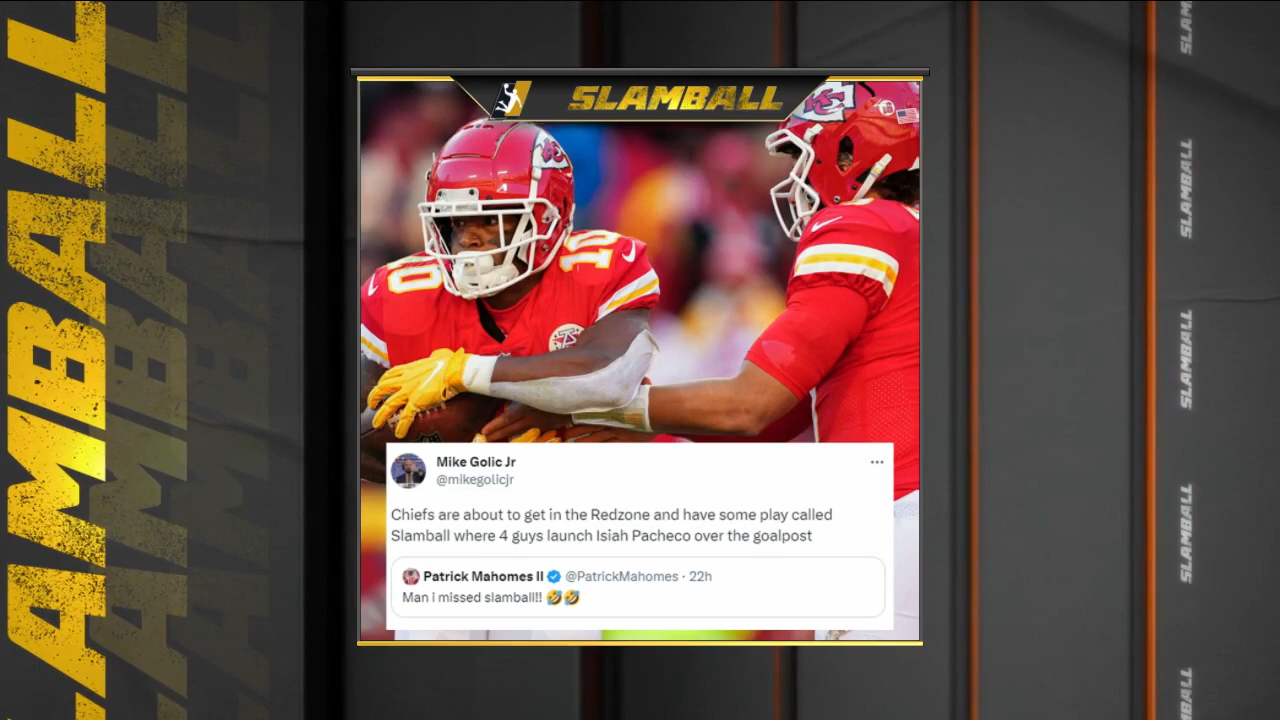 SLAMBALL
SLAMBALL
10
10
Mike Golic Jr
@mikegolicjr
Chiefs are about to get in the Redzone and have some play called
Slamball where 4 guys launch Isiah Pacheco over the goalpost
Patrick Mahomes II @PatrickMahomes · 22h
Man i missed slamball!! 🤣🤣
SLAMBALL
SLAMBALL
SLAMBALL
SLAMBALL
SLAMBALL